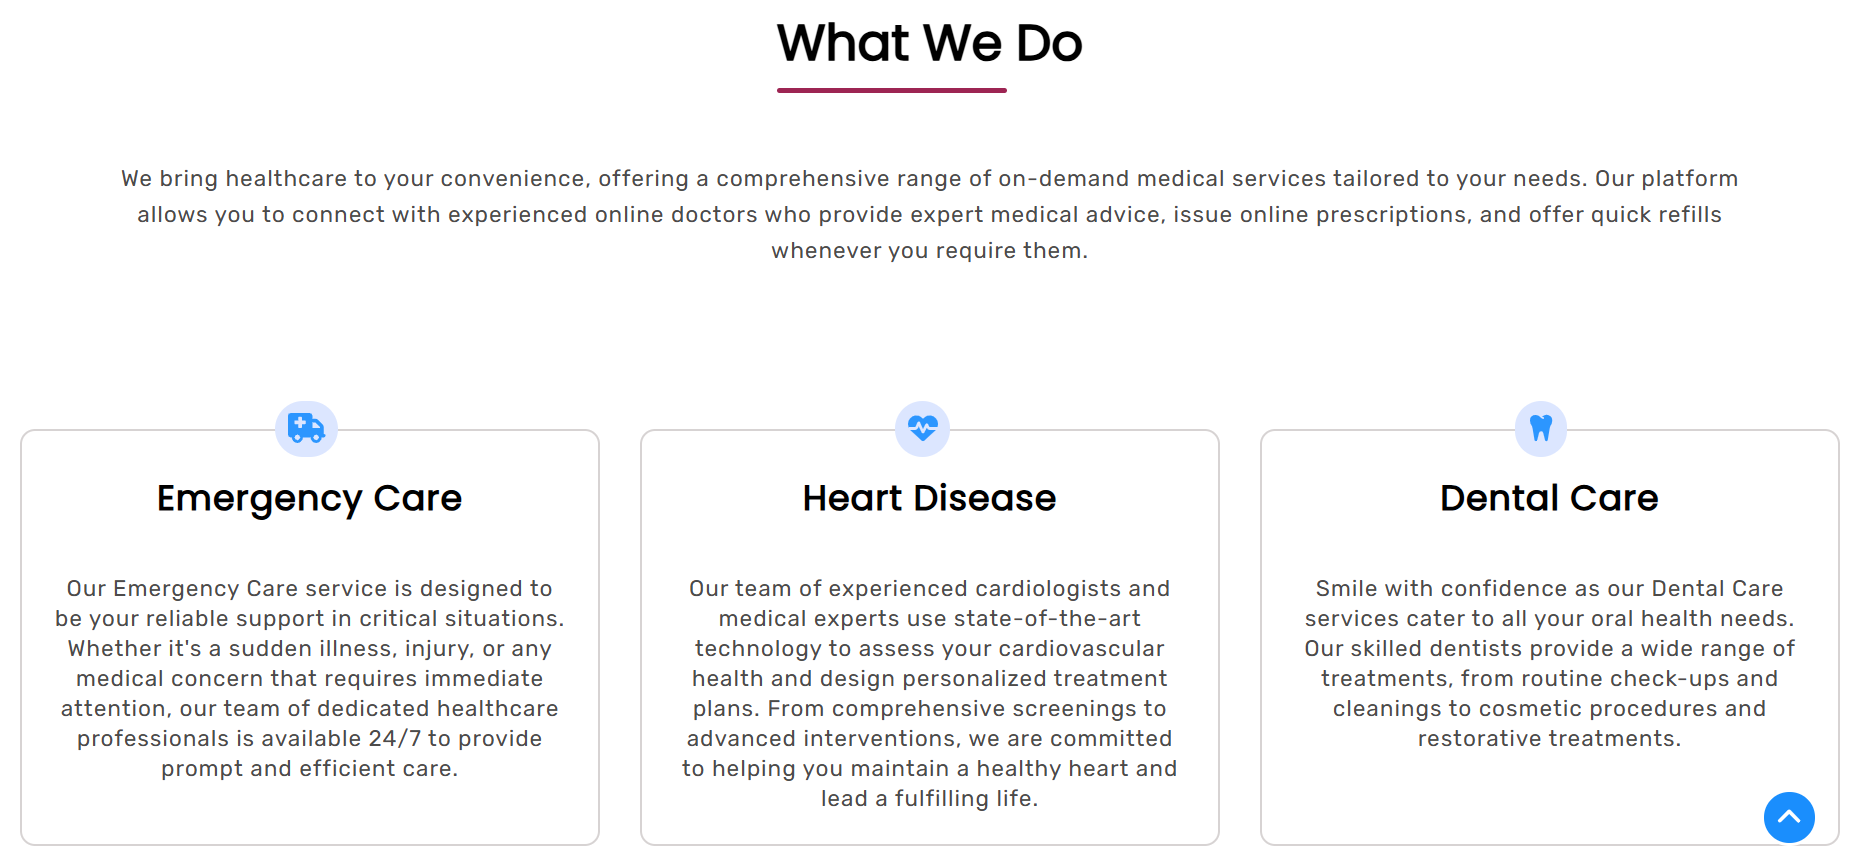 What We Do
We bring healthcare to your convenience, offering a comprehensive range of on-demand medical services tailored to your needs. Our platform
allows you to connect with experienced online doctors who provide expert medical advice, issue online prescriptions, and offer quick refills
whenever you require them.
Emergency Care
Our Emergency Care service is designed to
be your reliable support in critical situations.
Whether it's a sudden illness, injury, or any
medical concern that requires immediate
attention, our team of dedicated healthcare
professionals is available 24/7 to provide
prompt and efficient care.
Heart Disease
Our team of experienced cardiologists and
medical experts use state-of-the-art
technology to assess your cardiovascular
health and design personalized treatment
plans. From comprehensive screenings to
advanced interventions, we are committed
to helping you maintain a healthy heart and
lead a fulfilling life.
Dental Care
Smile with confidence as our Dental Care
services cater to all your oral health needs.
Our skilled dentists provide a wide range of
treatments, from routine check-ups and
cleanings to cosmetic procedures and
restorative treatments.